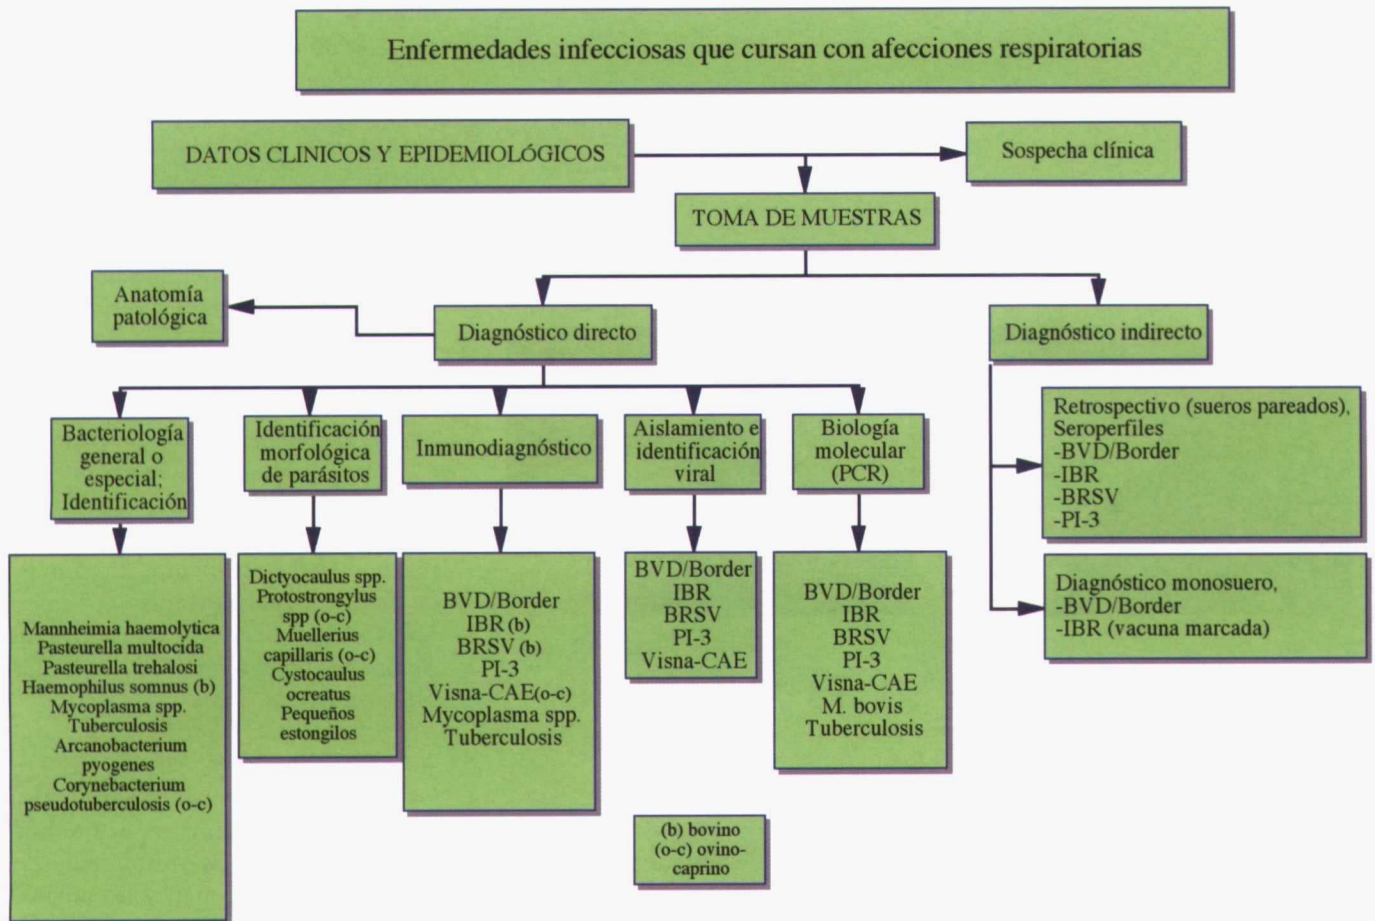 Enfermedades infecciosas que cursan con afecciones respiratorias
DATOS CLINICOS Y EPIDEMIOLÓGICOS
Sospecha clínica
TOMA DE MUESTRAS
Anatomía
patológica
Diagnóstico directo
Diagnóstico indirecto
Bacteriología
general o
especial;
Identificación
Identificación
morfológica
de parásitos
Inmunodiagnóstico
Aislamiento e
identificación
viral
Biología
molecular
(PCR)
Retrospectivo (sueros pareados),
Seroperfiles
-BVD/Border
-IBR
-BRSV
-PI-3
Mannheimia haemolytica
Pasteurella multocida
Pasteurella trehalosi
Haemophilus somnus (b)
Mycoplasma spp.
Tuberculosis
Arcanobacterium
pyogenes
Corynebacterium
pseudotuberculosis (o-c)
Dictyocaulus spp.
Protostrongylus
spp (o-c)
Muellerius
capillaris (o-c)
Cystocaulus
ocreatus
Pequeños
estongilos
BVD/Border
IBR (b)
BRSV (b)
PI-3
Visna-CAE(o-c)
Mycoplasma spp.
Tuberculosis
BVD/Border
IBR
BRSV
PI-3
Visna-CAE
BVD/Border
IBR
BRSV
PI-3
Visna-CAE
M. bovis
Tuberculosis
Diagnóstico monosuero,
-BVD/Border
-IBR (vacuna marcada)
(b) bovino
(o-c) ovino-
caprino